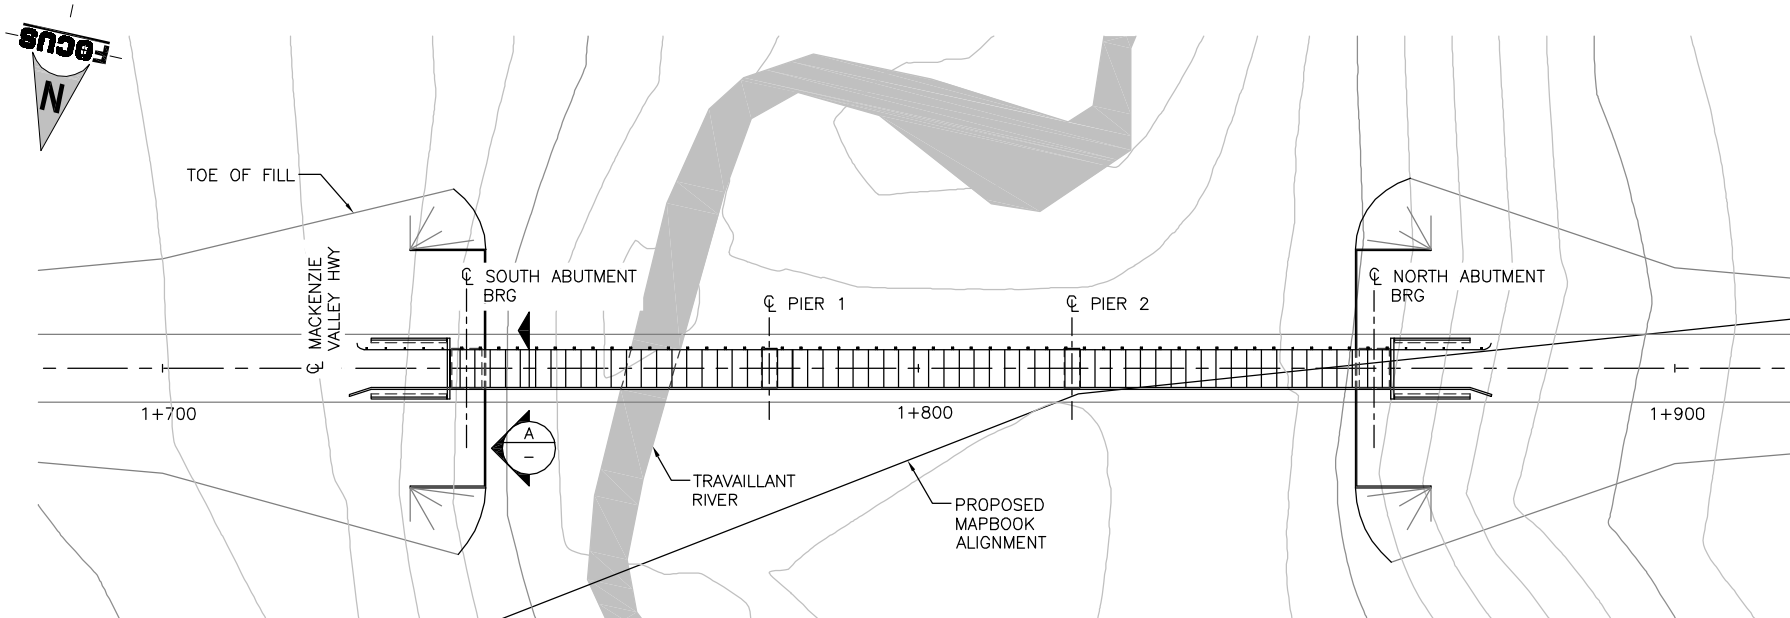 FOCUS
N
TOE OF FILL
℄ MACKENZIE
VALLEY HWY
℄ SOUTH ABUTMENT
BRG
℄ PIER 1
℄ PIER 2
℄ NORTH ABUTMENT
BRG
1+700
1+800
1+900
A
–
TRAVAILLANT
RIVER
PROPOSED
MAPBOOK
ALIGNMENT